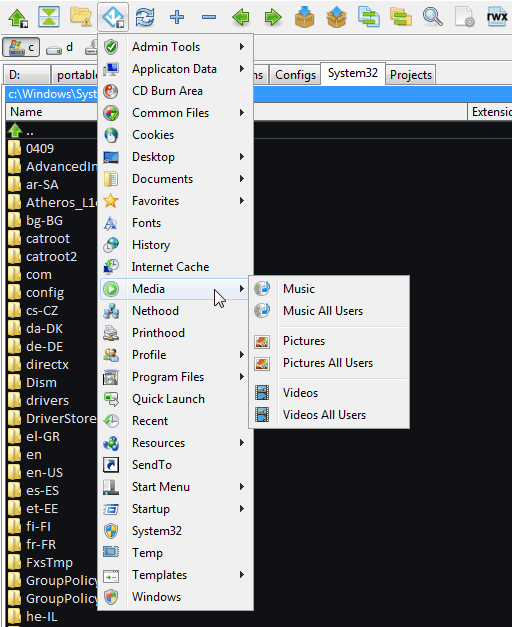 rwx
c
d
D:
portable
ns
Configs
System32
Projects
c:\Windows\Syst
Name
Extensio
..
0409
AdvancedIn
ar-SA
Atheros_L1
bg-BG
catroot
catroot2
com
config
cs-CZ
da-DK
de-DE
directx
Dism
drivers
DriverStore
el-GR
en
en-US
es-ES
et-EE
fi-FI
fr-FR
FxsTmp
GroupPolicy
GroupPolicy
he-IL
Admin Tools
Applicaton Data
CD Burn Area
Common Files
Cookies
Desktop
Documents
Favorites
Fonts
History
Internet Cache
Media
Nethood
Printhood
Profile
Program Files
Quick Launch
Recent
Resources
SendTo
Start Menu
Startup
System32
Temp
Templates
Windows
Music
Music All Users
Pictures
Pictures All Users
Videos
Videos All Users